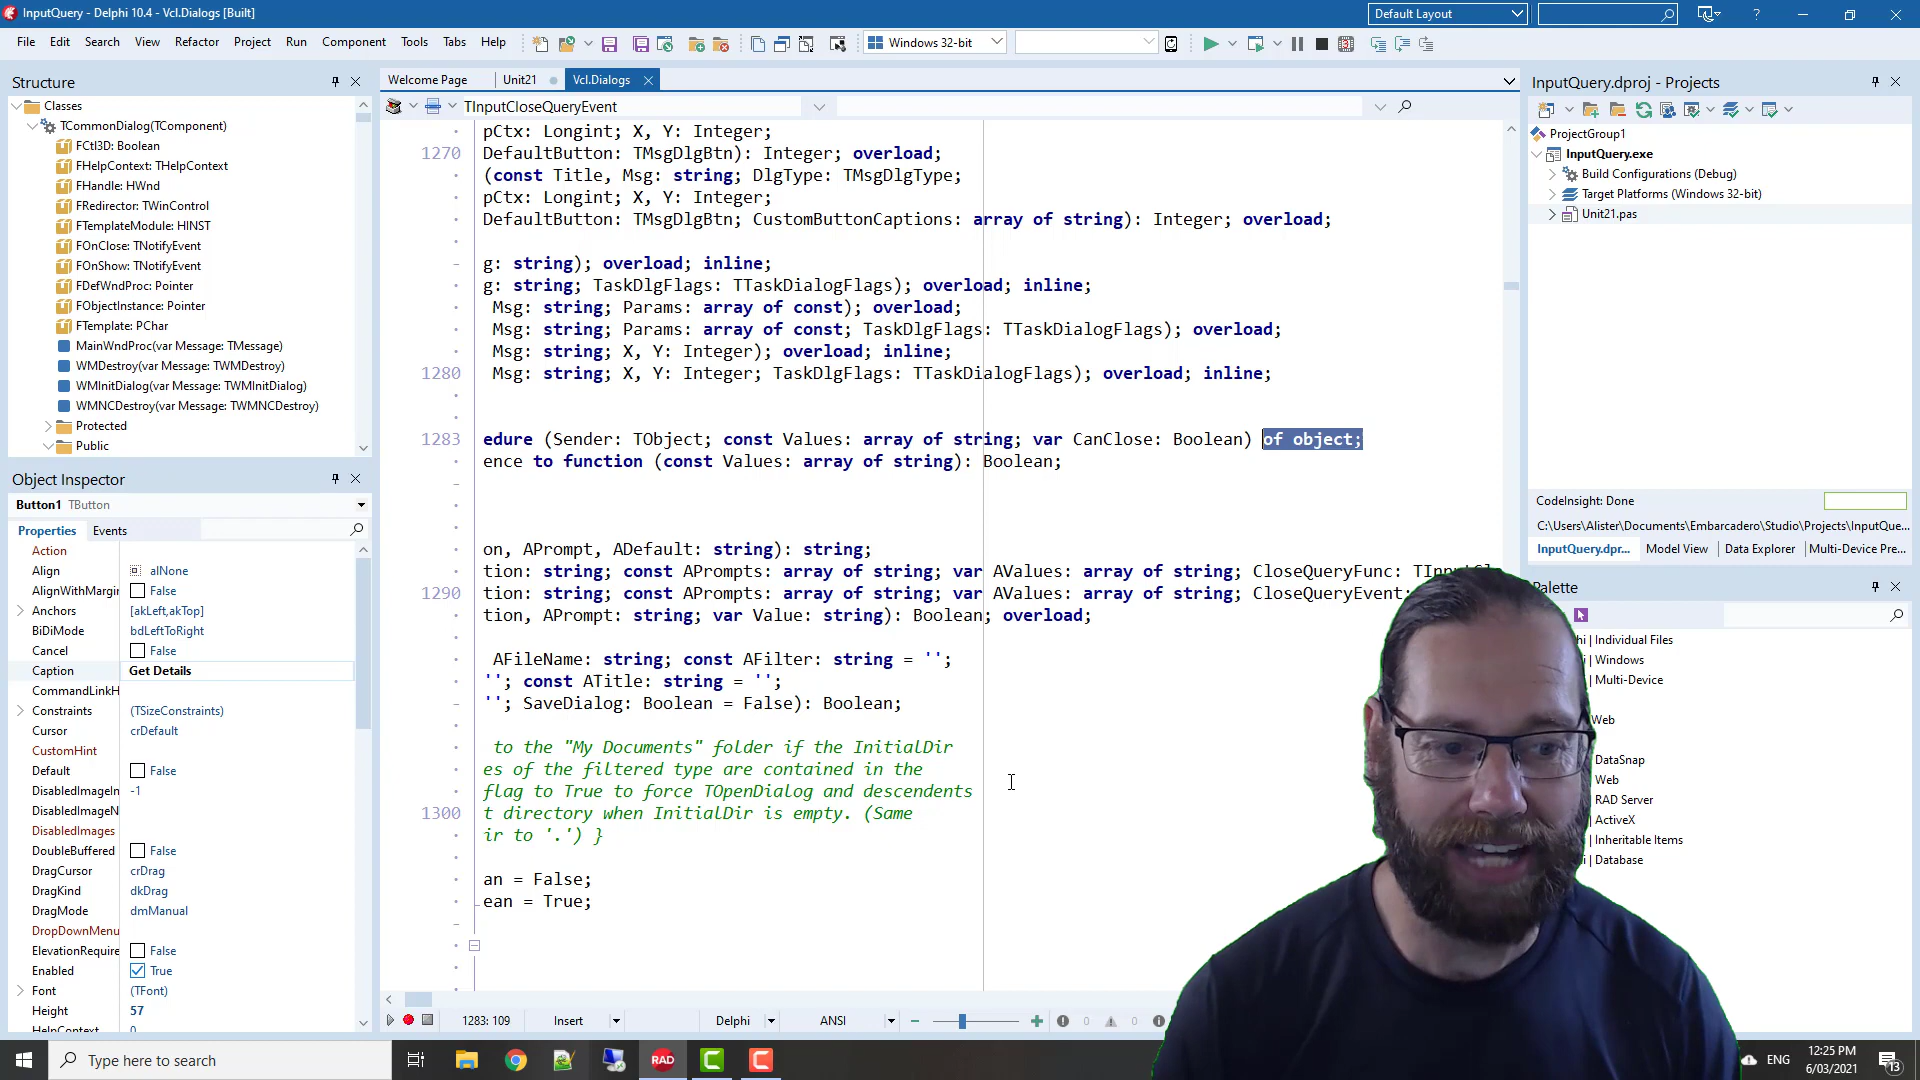 InputQuery - Delphi 10.4 - Vcl.Dialogs [Built]
Default Layout
File Edit Search View Refactor Project Run Component Tools Tabs Help
Windows 32-bit
Structure
Classes
TCommonDialog(TComponent)
FCtl3D: Boolean
FHelpContext: THelpContext
FHandle: HWnd
FRedirector: TWinControl
FTemplateModule: HINST
FOnClose: TNotifyEvent
FOnShow: TNotifyEvent
FDefWndProc: Pointer
FObjectInstance: Pointer
FTemplate: PChar
MainWndProc(var Message: TMessage)
WMDestroy(var Message: TWMDestroy)
WMInitDialog(var Message: TWMInitDialog)
WMNCDestroy(var Message: TWMNCDestroy)
Protected
Public
Object Inspector
Button1 TButton
Properties Events
Action
Align alNone
AlignWithMargin False
Anchors [akLeft,akTop]
BiDiMode bdLeftToRight
Cancel False
Caption Get Details
CommandLinkH
Constraints (TSizeConstraints)
Cursor crDefault
CustomHint
Default False
DisabledImageIn -1
DisabledImages
DoubleBuffered False
DragCursor crDrag
DragKind dkDrag
DragMode dmManual
DropDownMenu
ElevationRequire False
Enabled True
Font (TFont)
Height 57
HelpContext 0
Welcome Page Unit21 Vcl.Dialogs
TInputCloseQueryEvent
pCtx: Longint; X, Y: Integer;
1270 DefaultButton: TMsgDlgBtn): Integer; overload;
(const Title, Msg: string; DlgType: TMsgDlgType;
pCtx: Longint; X, Y: Integer;
DefaultButton: TMsgDlgBtn; CustomButtonCaptions: array of string): Integer; overload;
g: string); overload; inline;
g: string; TaskDlgFlags: TTaskDialogFlags); overload; inline;
Msg: string; Params: array of const); overload;
Msg: string; Params: array of const; TaskDlgFlags: TTaskDialogFlags); overload;
Msg: string; X, Y: Integer); overload; inline;
1280 Msg: string; X, Y: Integer; TaskDlgFlags: TTaskDialogFlags); overload; inline;
1283 edure (Sender: TObject; const Values: array of string; var CanClose: Boolean) of object;
ence to function (const Values: array of string): Boolean;
on, APrompt, ADefault: string): string;
tion: string; const APrompts: array of string; var AValues: array of string; CloseQueryFunc: TInputCl
1290 tion: string; const APrompts: array of string; var AValues: array of string; CloseQueryEvent:
tion, APrompt: string; var Value: string): Boolean; overload;
AFileName: string; const AFilter: string = '';
''; const ATitle: string = '';
''; SaveDialog: Boolean = False): Boolean;
to the "My Documents" folder if the InitialDir
es of the filtered type are contained in the
flag to True to force TOpenDialog and descendents
1300 t directory when InitialDir is empty. (Same
ir to '.') }
an = False;
ean = True;
1283: 109 Insert Delphi ANSI 0 0
InputQuery.dproj - Projects
ProjectGroup1
InputQuery.exe
Build Configurations (Debug)
Target Platforms (Windows 32-bit)
Unit21.pas
CodeInsight: Done
C:\Users\Alister\Documents\Embarcadero\Studio\Projects\InputQue...
InputQuery.dpr... Model View Data Explorer Multi-Device Pre...
Palette
hi | Individual Files
| Windows
| Multi-Device
Web
DataSnap
Web
RAD Server
ActiveX
| Inheritable Items
| Database
Type here to search
RAD
ENG
12:25 PM
6/03/2021
13